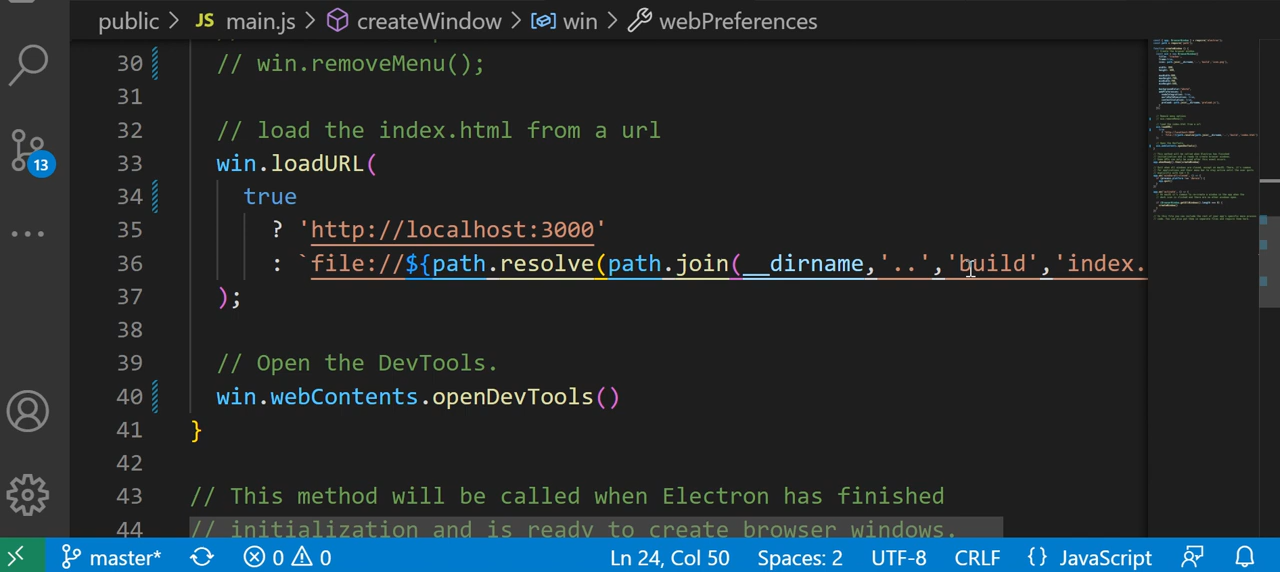 public > JS main.js > createWindow > win > webPreferences
30 // win.removeMenu();
31
32 // load the index.html from a url
33 win.loadURL(
34 true
35 ? 'http://localhost:3000'
36 : `file://${path.resolve(path.join(__dirname,'..','build','index.
37 );
38
39 // Open the DevTools.
40 win.webContents.openDevTools()
41 }
42
43 // This method will be called when Electron has finished
44 // initialization and is ready to create browser windows.
13
master* 0 0 Ln 24, Col 50 Spaces: 2 UTF-8 CRLF {} JavaScript